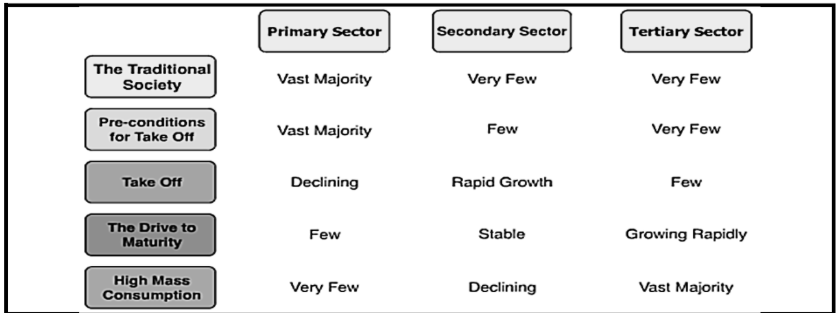 Primary Sector Secondary Sector Tertiary Sector
The Traditional
Society
Vast Majority Very Few Very Few
Pre-conditions
for Take Off
Vast Majority Few Very Few
Take Off Declining Rapid Growth Few
The Drive to
Maturity
Few Stable Growing Rapidly
High Mass
Consumption
Very Few Declining Vast Majority